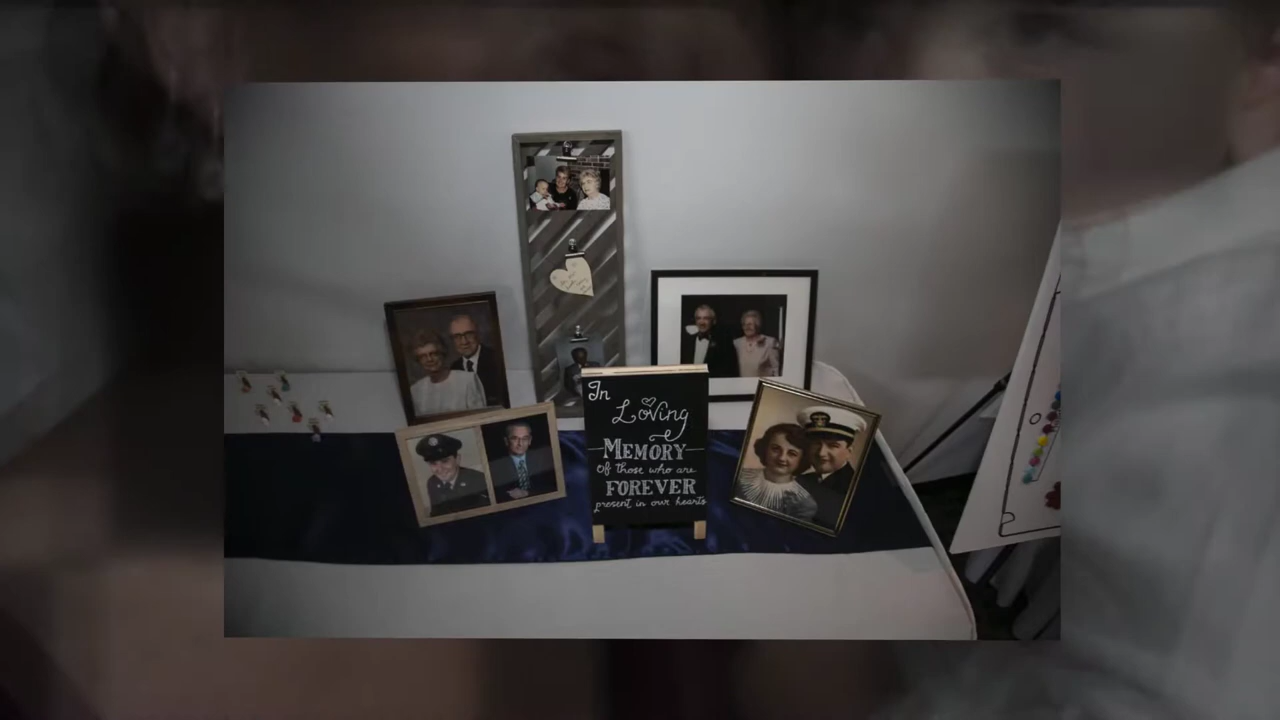 In
Loving
MEMORY
of those who are
FOREVER
present in our hearts